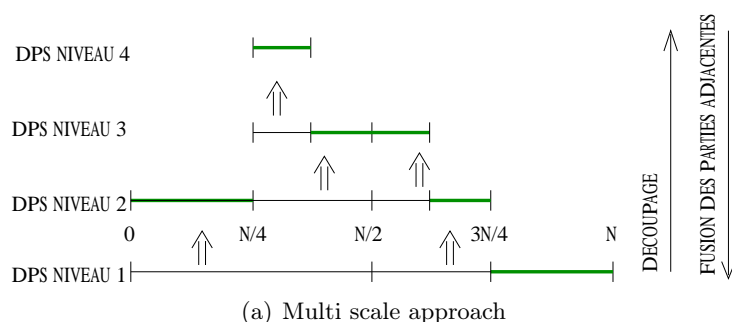 DPS NIVEAU 4
DPS NIVEAU 3
DPS NIVEAU 2
0 N/4 N/2 3N/4 N
DPS NIVEAU 1
DECOUPAGE
FUSION DES PARTIES ADJACENTES
(a) Multi scale approach